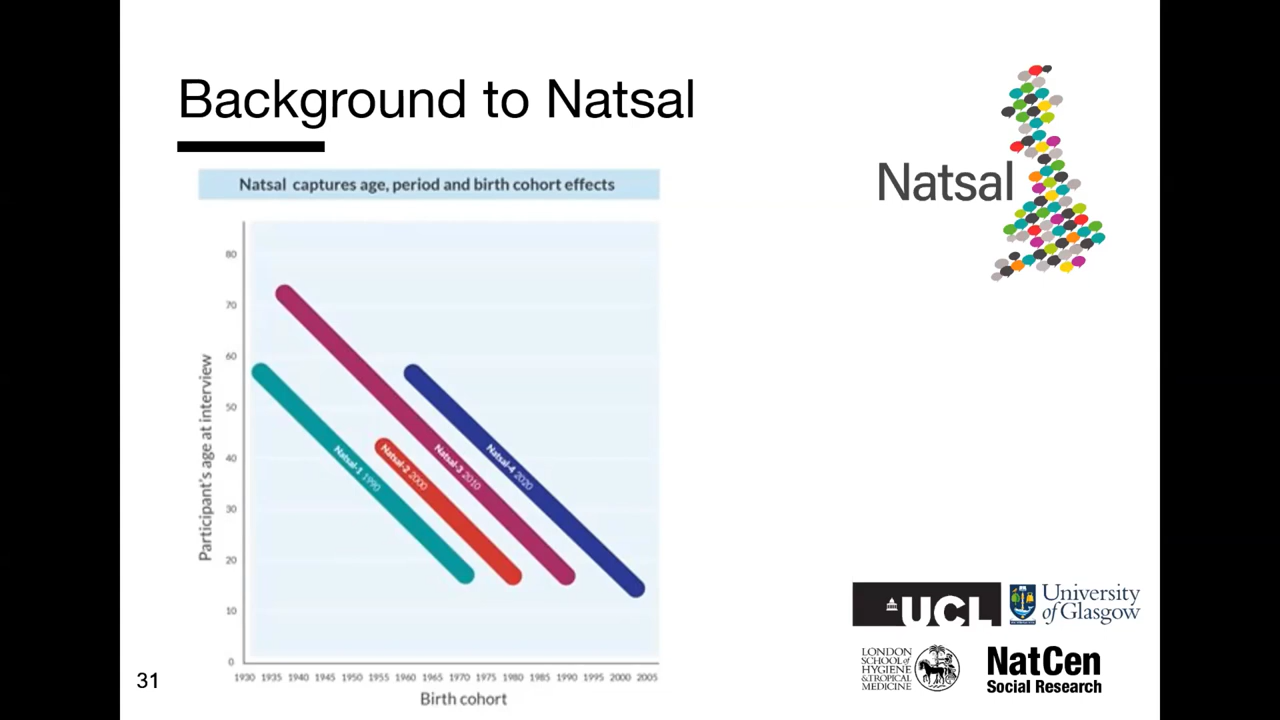 Background to Natsal
Natsal captures age, period and birth cohort effects
Natsal
80
70
60
50
40
30
20
10
0
Participant's age at interview
Natsal-1 1990
Natsal-2 2000
Natsal-3 2010
Natsal-4 2020
1930 1935 1940 1945 1950 1955 1960 1965 1970 1975 1980 1985 1990 1995 2000 2005
Birth cohort
31
UCL
University
of Glasgow
LONDON
SCHOOL of
HYGIENE
& TROPICAL
MEDICINE
NatCen
Social Research